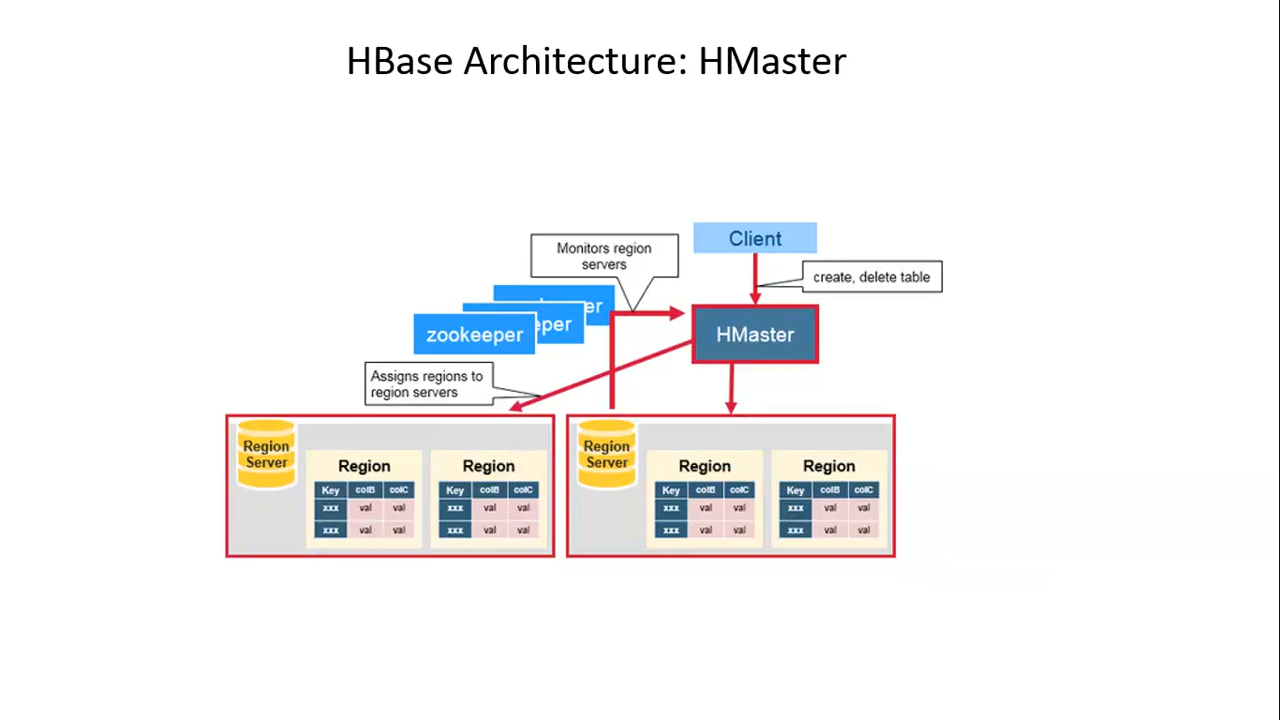 HBase Architecture: HMaster
Client
Monitors region
servers
create, delete table
zookeeper
HMaster
Assigns regions to
region servers
Region
Server
Region
Key colB colC
xxx val val
xxx val val
Region
Key colB colC
xxx val val
xxx val val
Region
Server
Region
Key colB colC
xxx val val
xxx val val
Region
Key colB colC
xxx val val
xxx val val